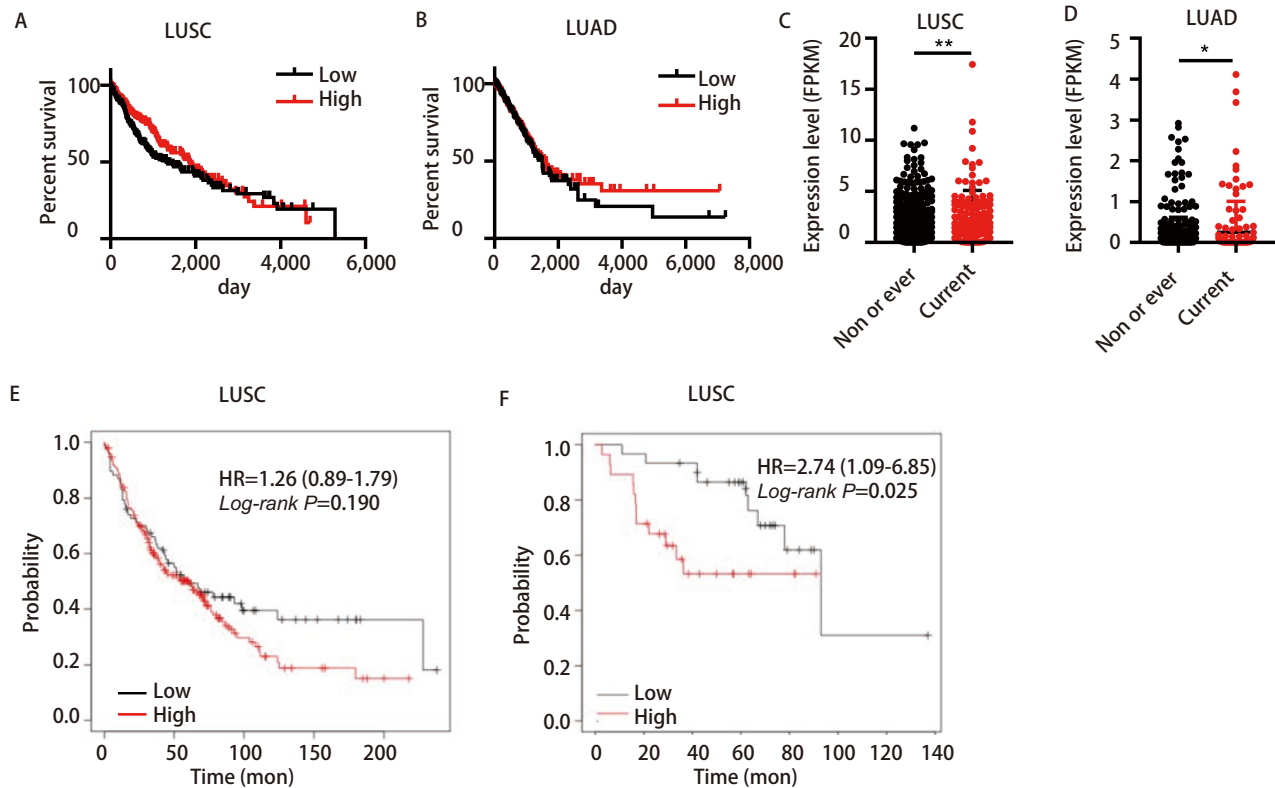 A
LUSC
Percent survival
100
50
0
Low
High
0
2,000
4,000
6,000
day
B
LUAD
Percent survival
100
50
0
Low
High
0
2,000
4,000
6,000
8,000
day
C
LUSC
Expression level (FPKM)
20
15
10
5
0
**
Non or ever
Current
D
LUAD
Expression level (FPKM)
5
4
3
2
1
0
*
Non or ever
Current
E
LUSC
Probability
1.0
0.8
0.6
0.4
0.2
0.0
HR=1.26 (0.89-1.79)
Log-rank P=0.190
Low
High
0
50
100
150
200
Time (mon)
F
LUSC
Probability
1.0
0.8
0.6
0.4
0.2
0.0
HR=2.74 (1.09-6.85)
Log-rank P=0.025
Low
High
0
20
40
60
80
100
120
140
Time (mon)